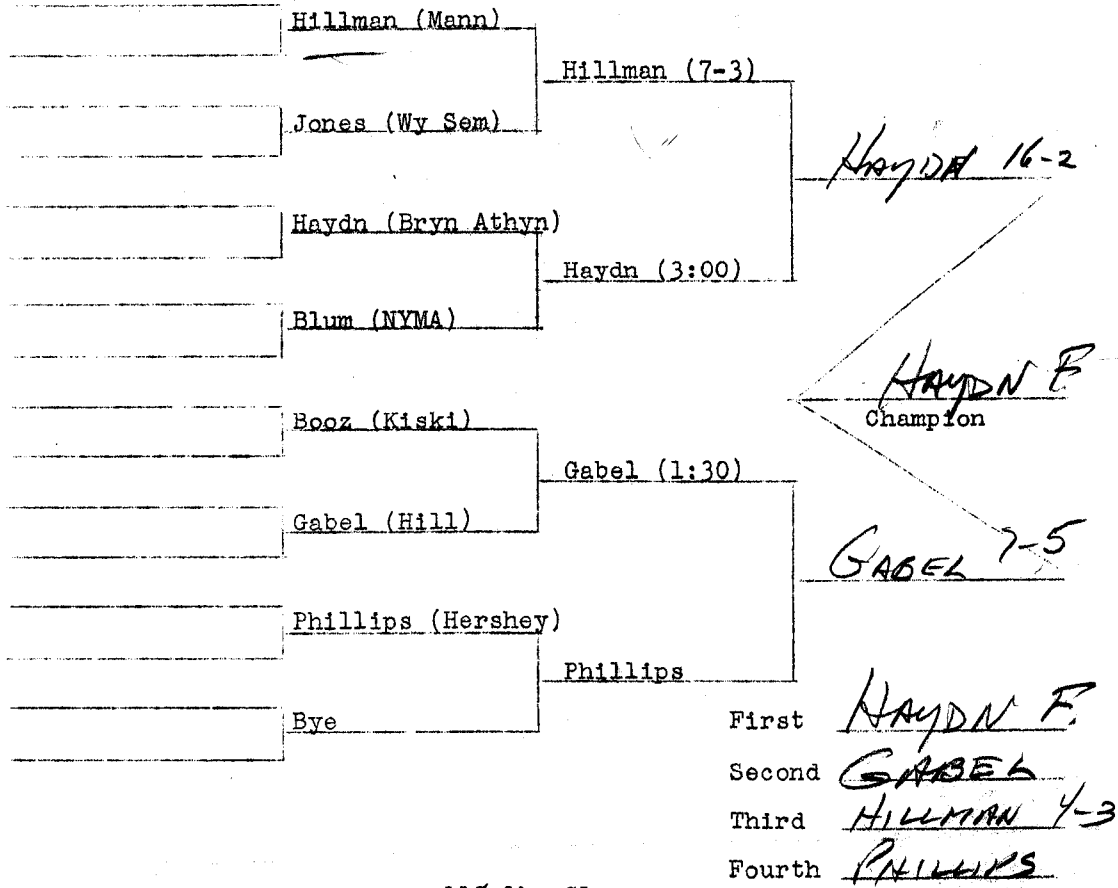 Hillman (Mann)
Hillman (7-3)
Jones (Wy Sem)
HAYDN 16-2
Haydn (Bryn Athyn)
Haydn (3:00)
Blum (NYMA)
HAYDN F.
Champion
Booz (Kiski)
Gabel (1:30)
Gabel (Hill)
GABEL 7-5
Phillips (Hershey)
Phillips
Bye
First HAYDN F.
Second GABEL
Third HILLMAN 4-3
Fourth PHILLIPS